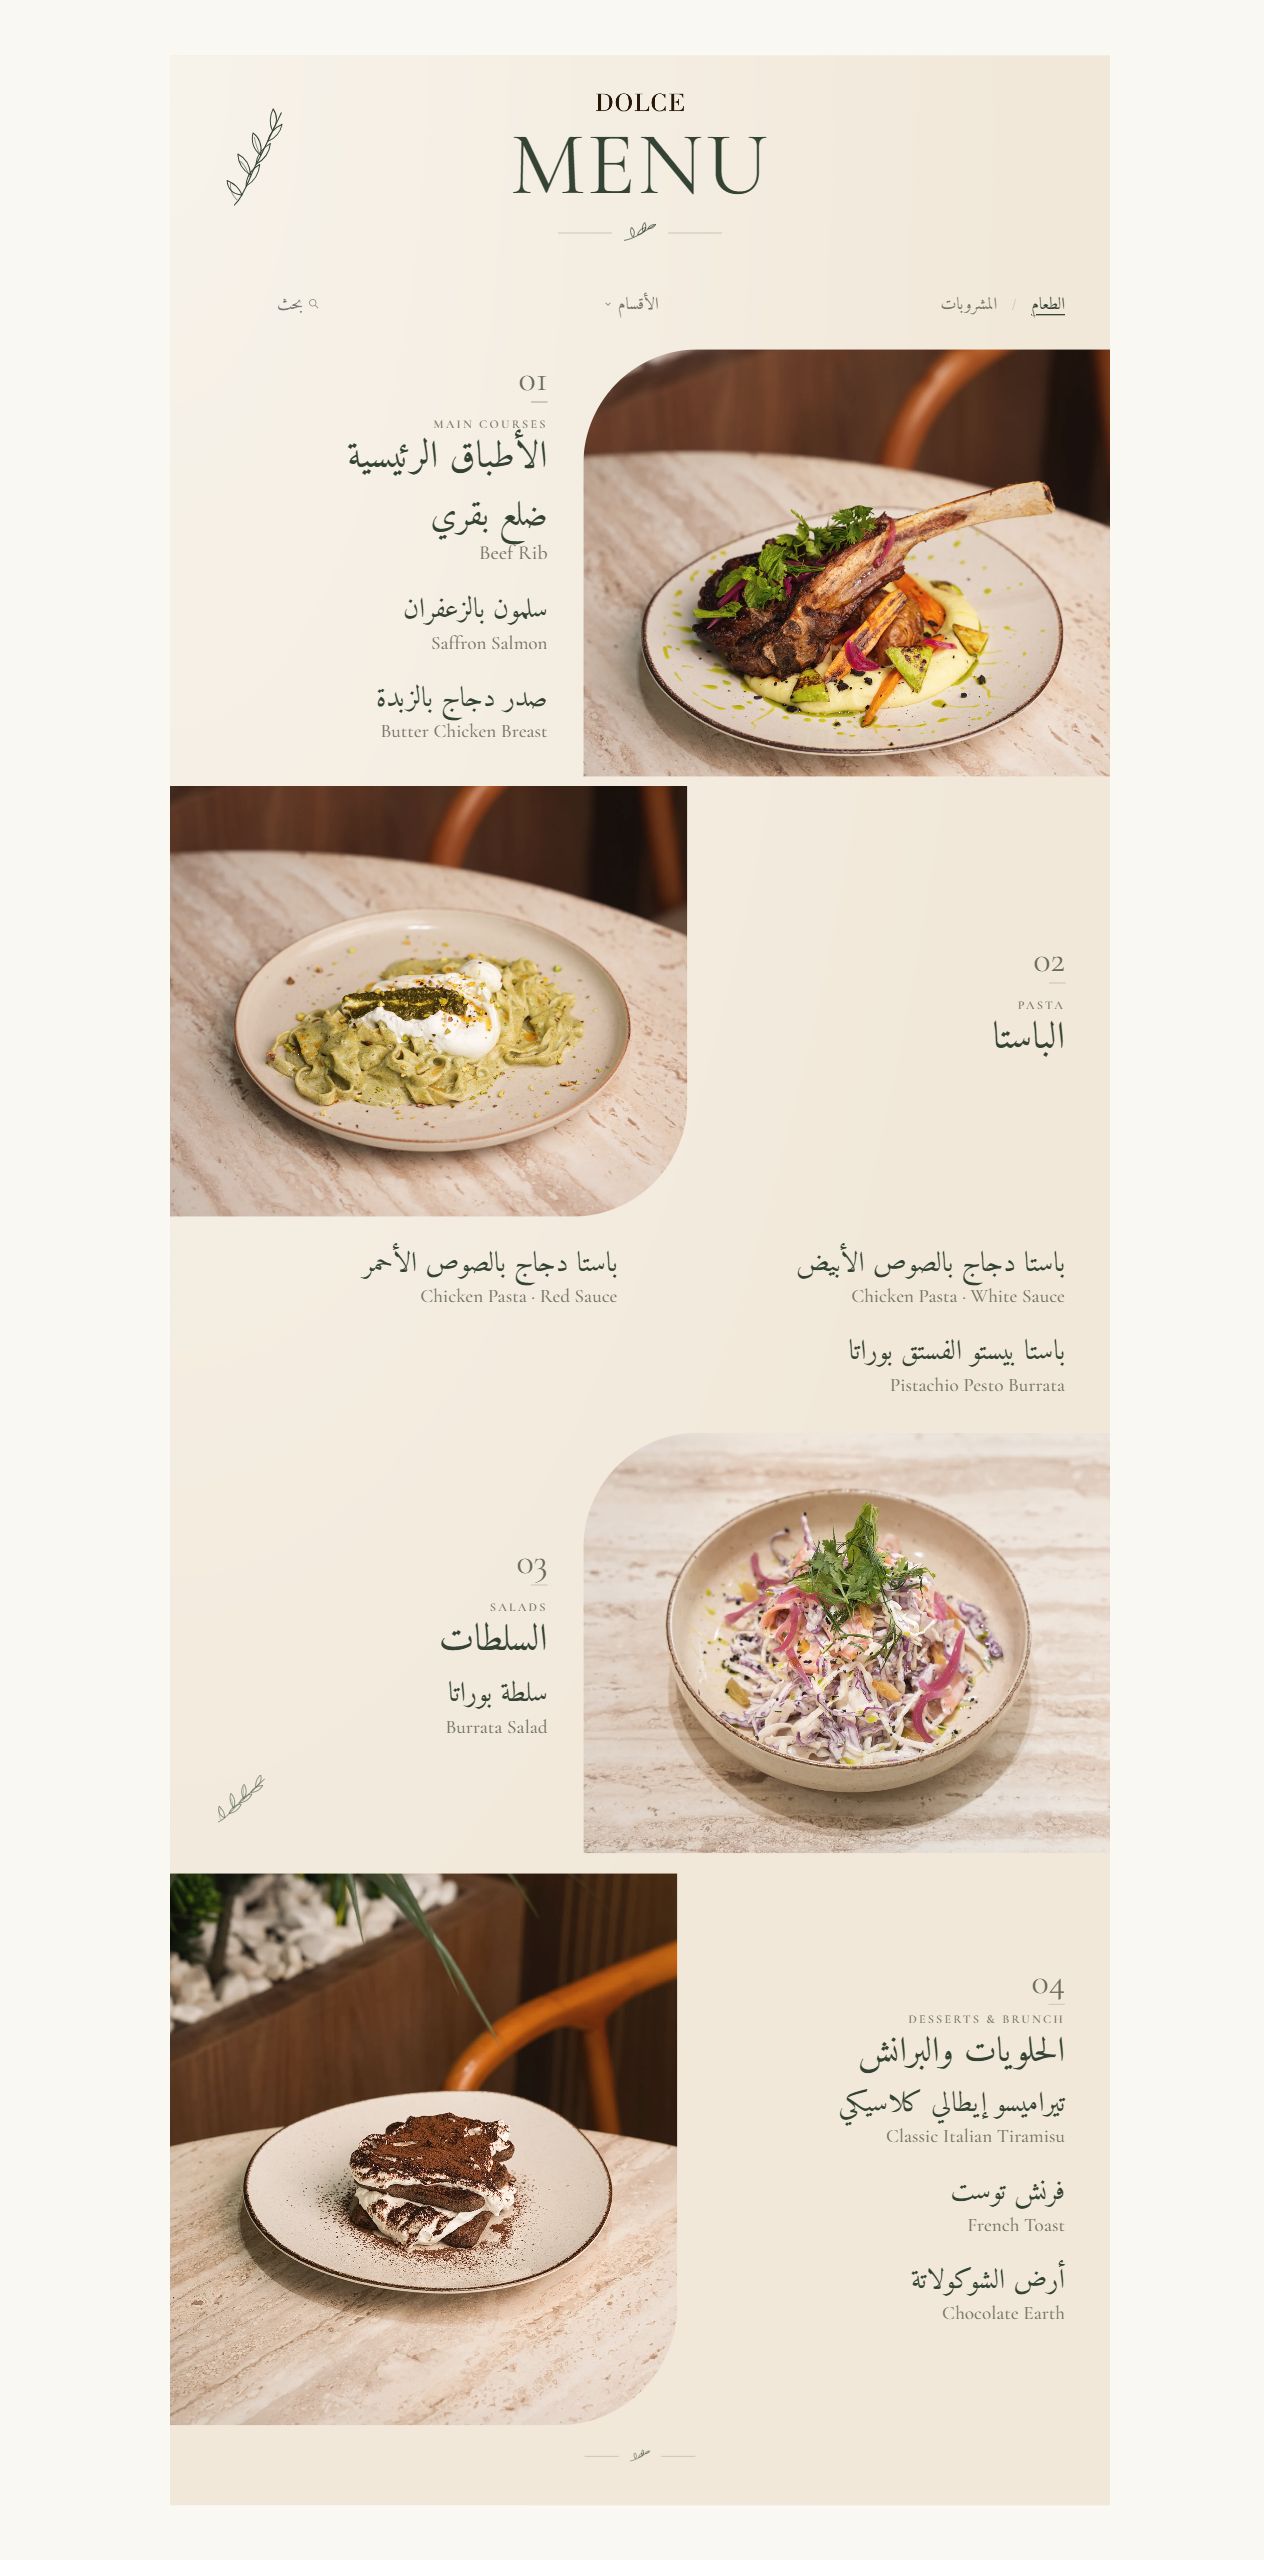 DOLCE
MENU
الطعام / المشروبات
الأقسام
بحث
01
MAIN COURSES
الأطباق الرئيسية
ضلع بقري
Beef Rib
سلمون بالزعفران
Saffron Salmon
صدر دجاج بالزبدة
Butter Chicken Breast
02
PASTA
الباستا
باستا دجاج بالصوص الأبيض
Chicken Pasta · White Sauce
باستا دجاج بالصوص الأحمر
Chicken Pasta · Red Sauce
باستا بيستو الفستق بوراتا
Pistachio Pesto Burrata
03
SALADS
السلطات
سلطة بوراتا
Burrata Salad
04
DESSERTS & BRUNCH
الحلويات والبرانش
تيراميسو إيطالي كلاسيكي
Classic Italian Tiramisu
فرنش توست
French Toast
أرض الشوكولاتة
Chocolate Earth